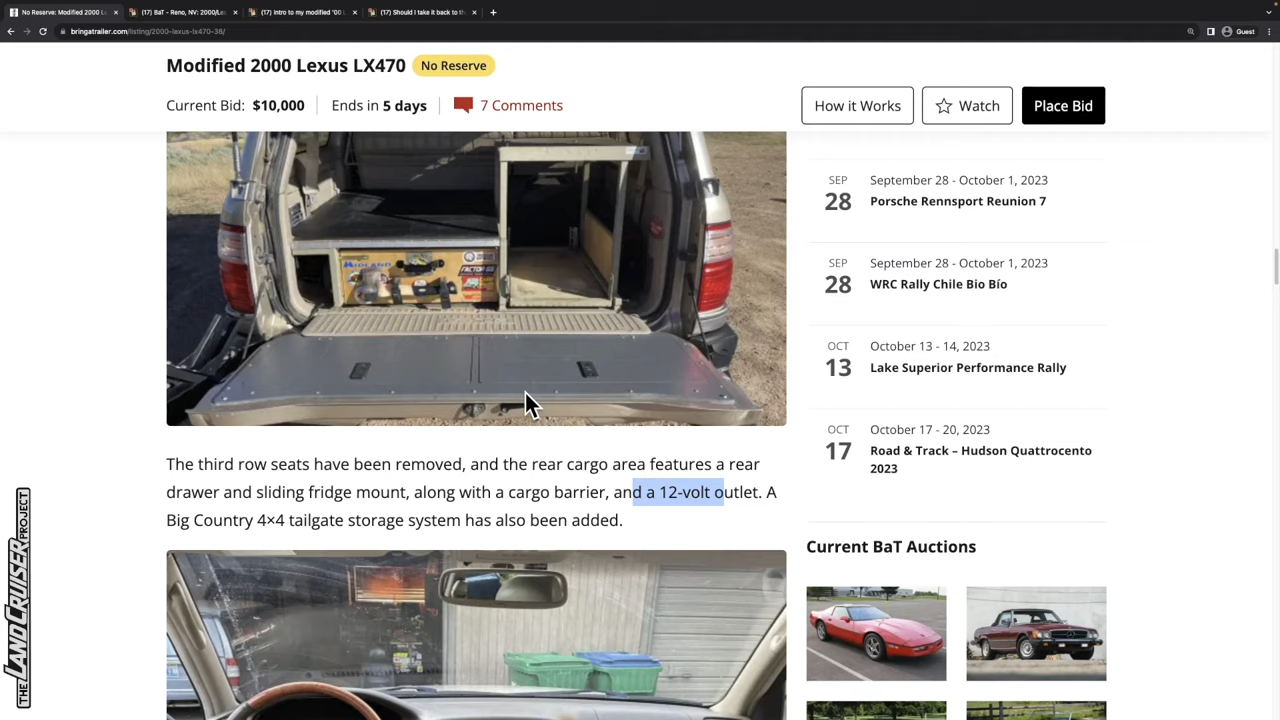 No Reserve: Modified 2000 L
(17) BaT - Reno, NV: 2000/Le
(17) Intro to my modified '00 L
(17) Should I take it back to th
bringatrailer.com/listing/2000-lexus-lx470-38/
Guest
Modified 2000 Lexus LX470
No Reserve
Current Bid: $10,000
Ends in 5 days
7 Comments
How it Works
Watch
Place Bid
MIDLAND
FACTOR 55
SEP
28
September 28 - October 1, 2023
Porsche Rennsport Reunion 7
SEP
28
September 28 - October 1, 2023
WRC Rally Chile Bio Bío
OCT
13
October 13 - 14, 2023
Lake Superior Performance Rally
OCT
17
October 17 - 20, 2023
Road & Track – Hudson Quattrocento
2023
The third row seats have been removed, and the rear cargo area features a rear
drawer and sliding fridge mount, along with a cargo barrier, and a 12-volt outlet. A
Big Country 4×4 tailgate storage system has also been added.
Current BaT Auctions
THE LAND CRUISER PROJECT